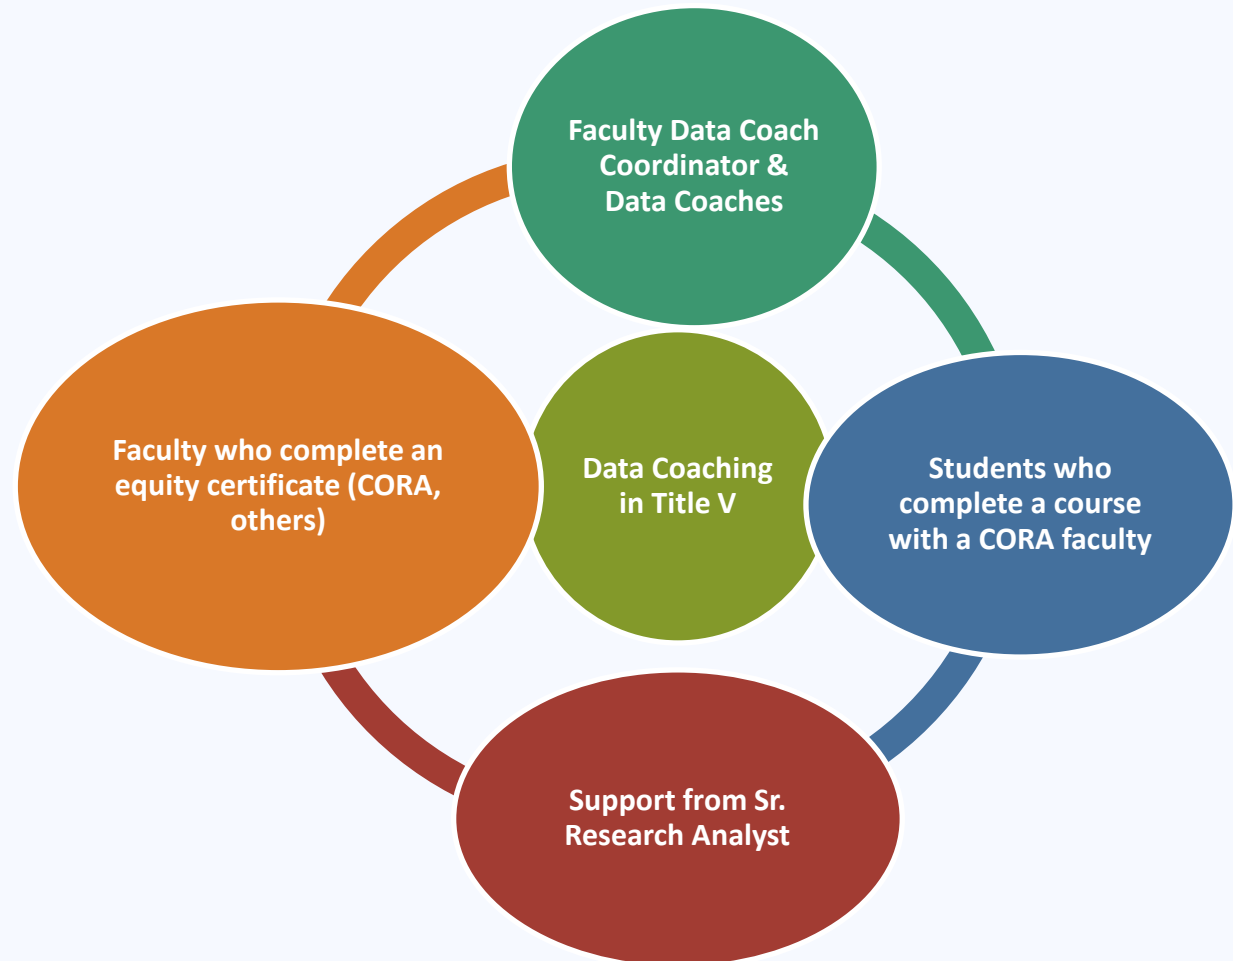 Faculty Data Coach
Coordinator &
Data Coaches
Faculty who complete an
equity certificate (CORA,
others)
Data Coaching
in Title V
Students who
complete a course
with a CORA faculty
Support from Sr.
Research Analyst